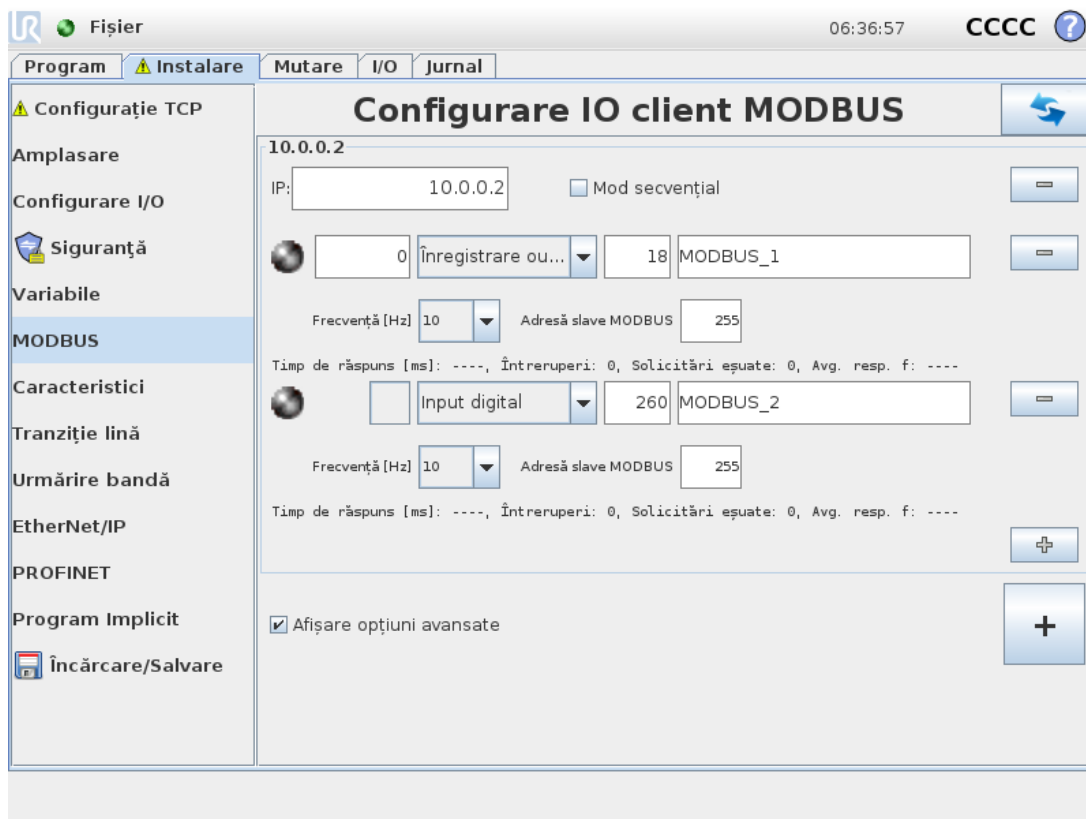 Fișier 06:36:57 CCCC ?
Program Instalare Mutare I/O Jurnal
Configurație TCP
Amplasare
Configurare I/O
Siguranță
Variabile
MODBUS
Caracteristici
Tranziție lină
Urmărire bandă
EtherNet/IP
PROFINET
Program Implicit
Încărcare/Salvare
Configurare IO client MODBUS
10.0.0.2
IP: 10.0.0.2 Mod secvențial
0 Înregistrare ou... 18 MODBUS_1
Frecvență [Hz] 10 Adresă slave MODBUS 255
Timp de răspuns [ms]: ----, Întreruperi: 0, Solicitări eșuate: 0, Avg. resp. f: ----
Input digital 260 MODBUS_2
Frecvență [Hz] 10 Adresă slave MODBUS 255
Timp de răspuns [ms]: ----, Întreruperi: 0, Solicitări eșuate: 0, Avg. resp. f: ----
Afișare opțiuni avansate